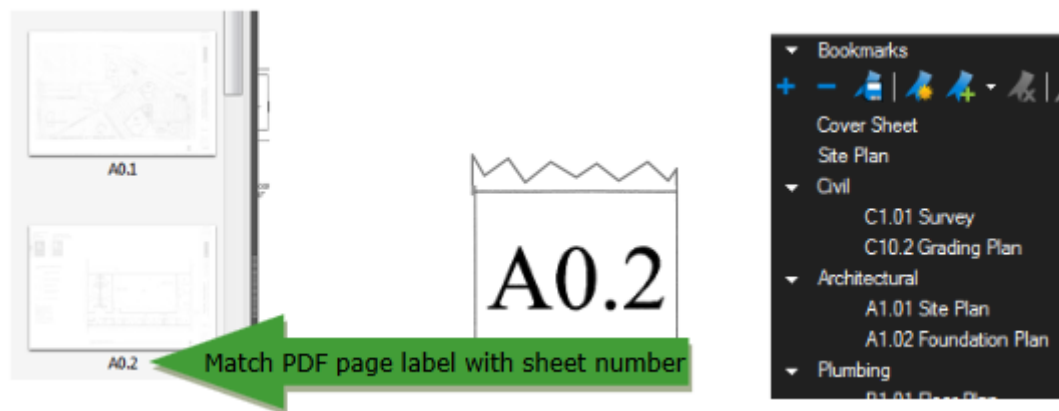 A0.1
A0.2
A0.2
Match PDF page label with sheet number
Bookmarks
Cover Sheet
Site Plan
Civil
C1.01 Survey
C10.2 Grading Plan
Architectural
A1.01 Site Plan
A1.02 Foundation Plan
Plumbing